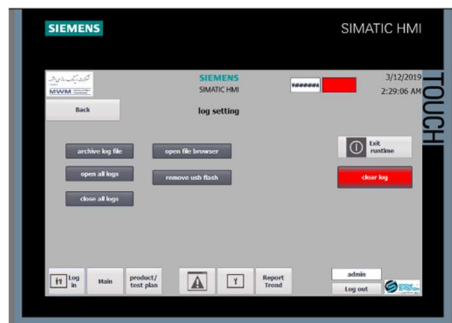 SIEMENS
SIMATIC HMI
TOUCH
MWM
SIEMENS
SIMATIC HMI
3/12/2019
2:29:06 AM
Back
log setting
archive log file
open file browser
Exit
runtime
open all logs
remove usb flash
clear log
close all logs
Log
in
Main
product/
test plan
Report
Trend
admin
Log out